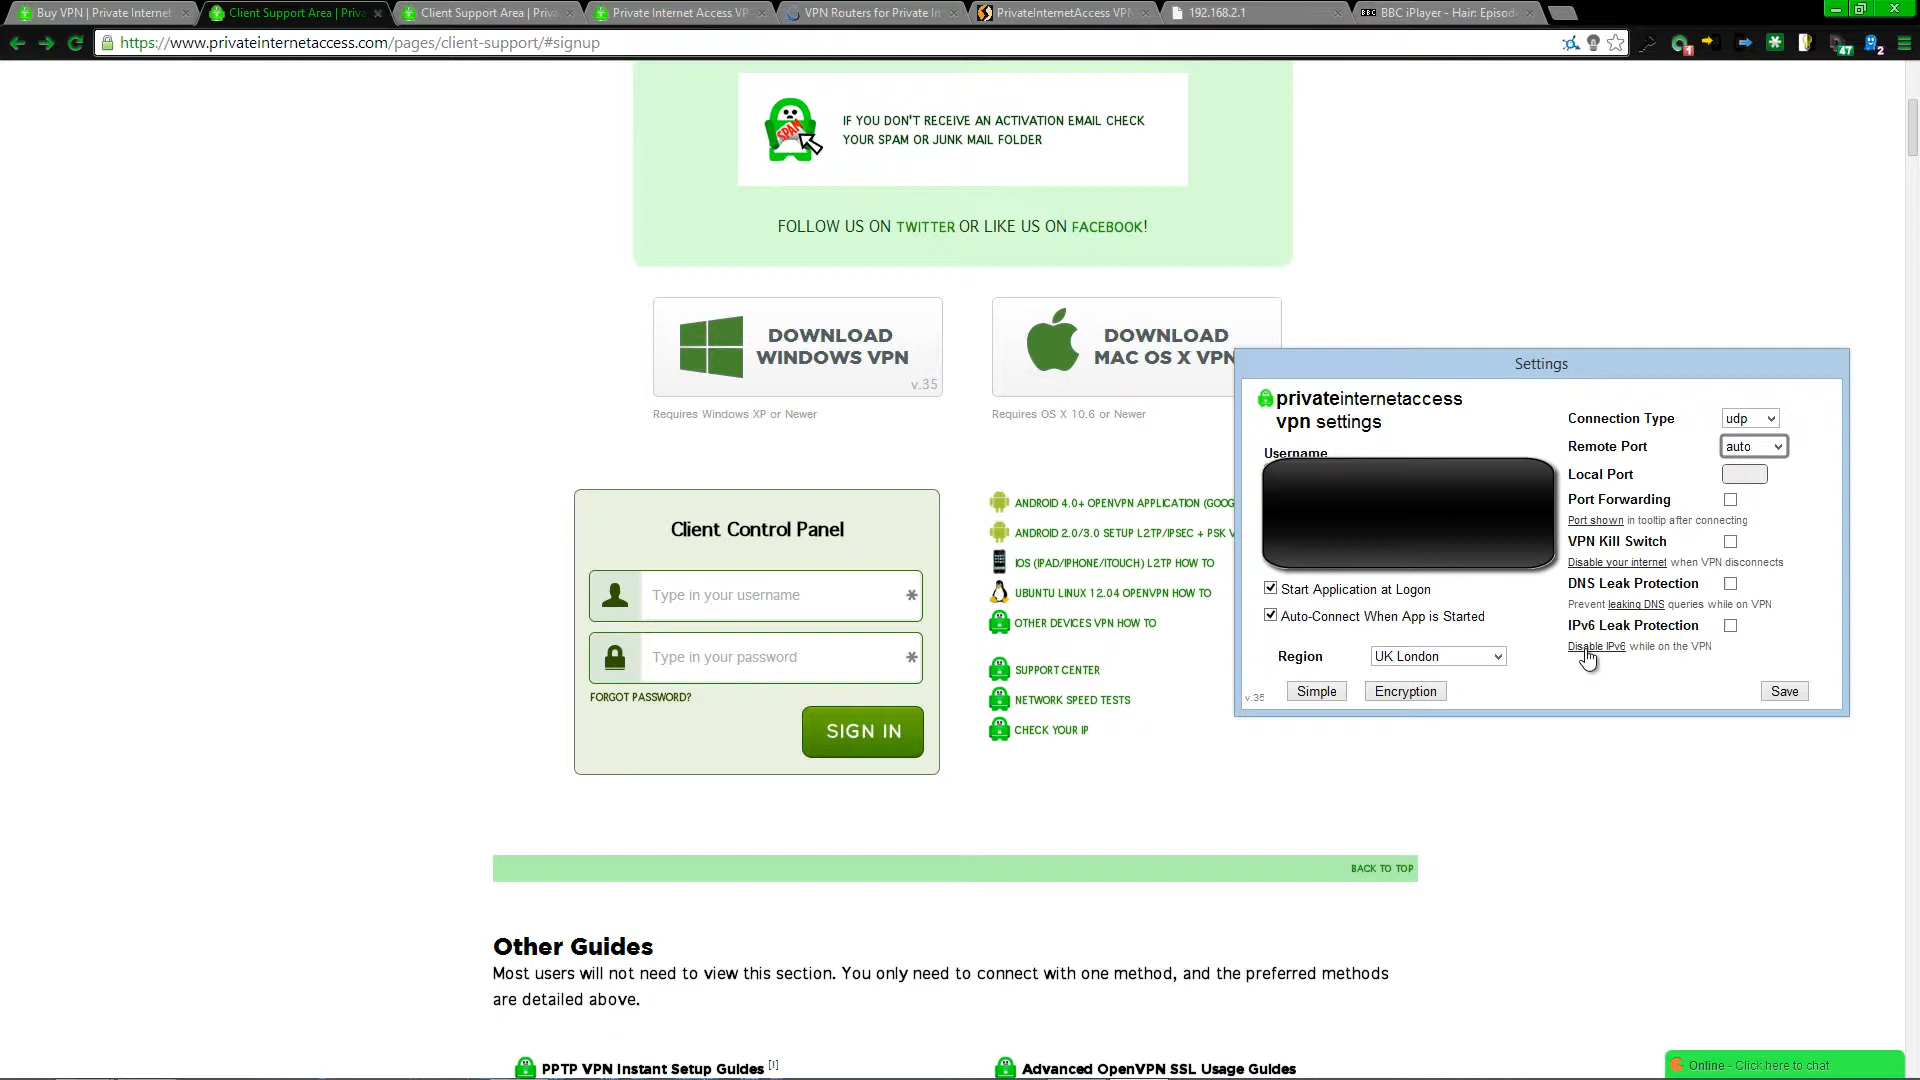 Buy VPN | Private Internet
Client Support Area | Priva
Client Support Area | Priva
Private Internet Access VP
VPN Routers for Private In
PrivateInternetAccess VPN
192.168.2.1
BBC iPlayer - Hair: Episod
https://www.privateinternetaccess.com/pages/client-support/#signup
1
47
2
SPAM
IF YOU DON'T RECEIVE AN ACTIVATION EMAIL CHECK
YOUR SPAM OR JUNK MAIL FOLDER
FOLLOW US ON TWITTER OR LIKE US ON FACEBOOK!
DOWNLOAD
WINDOWS VPN
v.35
Requires Windows XP or Newer
DOWNLOAD
MAC OS X VPN
Requires OS X 10.6 or Newer
Client Control Panel
Type in your username
Type in your password
FORGOT PASSWORD?
SIGN IN
ANDROID 4.0+ OPENVPN APPLICATION (GOOG
ANDROID 2.0/3.0 SETUP L2TP/IPSEC + PSK V
IOS (IPAD/IPHONE/ITOUCH) L2TP HOW TO
UBUNTU LINUX 12.04 OPENVPN HOW TO
OTHER DEVICES VPN HOW TO
SUPPORT CENTER
NETWORK SPEED TESTS
CHECK YOUR IP
Settings
privateinternetaccess
vpn settings
Username
Start Application at Logon
Auto-Connect When App is Started
Region
UK London
v.35
Simple
Encryption
Connection Type
udp
Remote Port
auto
Local Port
Port Forwarding
Port shown in tooltip after connecting
VPN Kill Switch
Disable your internet when VPN disconnects
DNS Leak Protection
Prevent leaking DNS queries while on VPN
IPv6 Leak Protection
Disable IPv6 while on the VPN
Save
BACK TO TOP
Other Guides
Most users will not need to view this section. You only need to connect with one method, and the preferred methods
are detailed above.
PPTP VPN Instant Setup Guides [!]
Advanced OpenVPN SSL Usage Guides
Online - Click here to chat